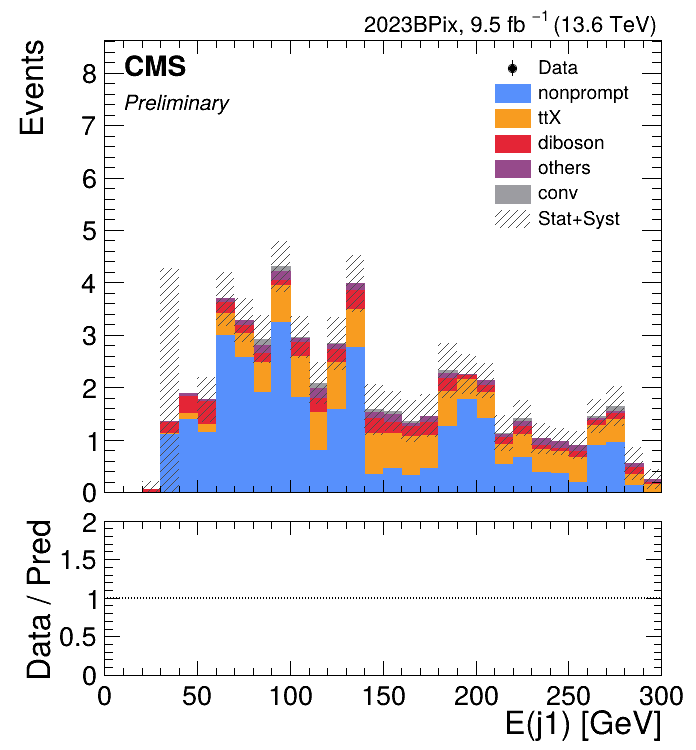 2023BPix, 9.5 fb⁻¹ (13.6 TeV)
CMS
Preliminary
Data
nonprompt
ttX
diboson
others
conv
Stat+Syst
Events
8
7
6
5
4
3
2
1
0
Data / Pred
2
1.5
1
0.5
0
0 50 100 150 200 250 300
E(j1) [GeV]